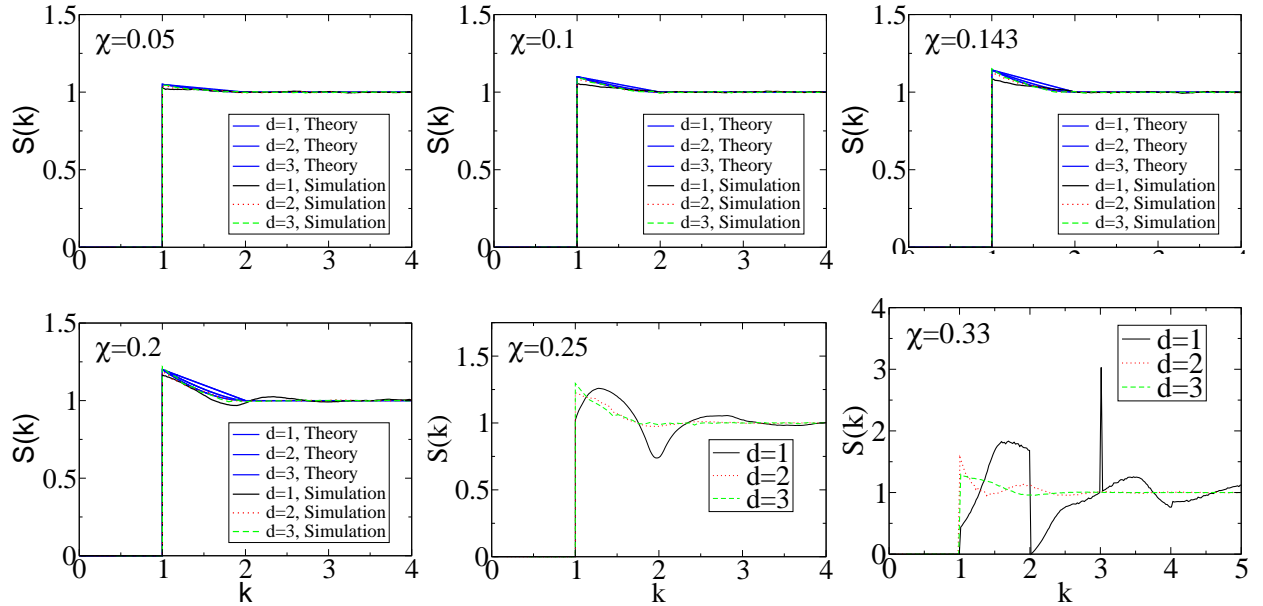 1.5
1
0.5
0
S(k)
χ=0.05
d=1, Theory
d=2, Theory
d=3, Theory
d=1, Simulation
d=2, Simulation
d=3, Simulation
0 1 2 3 4
1.5
1
0.5
0
S(k)
χ=0.1
d=1, Theory
d=2, Theory
d=3, Theory
d=1, Simulation
d=2, Simulation
d=3, Simulation
0 1 2 3 4
1.5
1
0.5
0
S(k)
χ=0.143
d=1, Theory
d=2, Theory
d=3, Theory
d=1, Simulation
d=2, Simulation
d=3, Simulation
0 1 2 3 4
1.5
1
0.5
0
S(k)
χ=0.2
d=1, Theory
d=2, Theory
d=3, Theory
d=1, Simulation
d=2, Simulation
d=3, Simulation
0 1 2 3 4
k
1.5
1
0.5
0
S(k)
χ=0.25
d=1
d=2
d=3
0 1 2 3 4
k
4
3
2
1
0
S(k)
χ=0.33
d=1
d=2
d=3
0 1 2 3 4 5
k